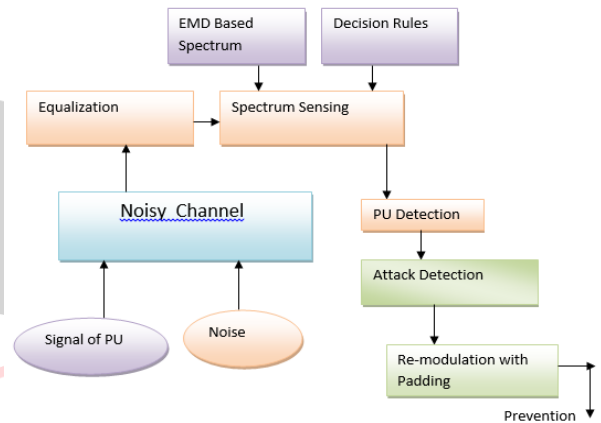 EMD Based
Spectrum
Decision Rules
Equalization
Spectrum Sensing
Noisy Channel
PU Detection
Attack Detection
Signal of PU
Noise
Re-modulation with
Padding
Prevention